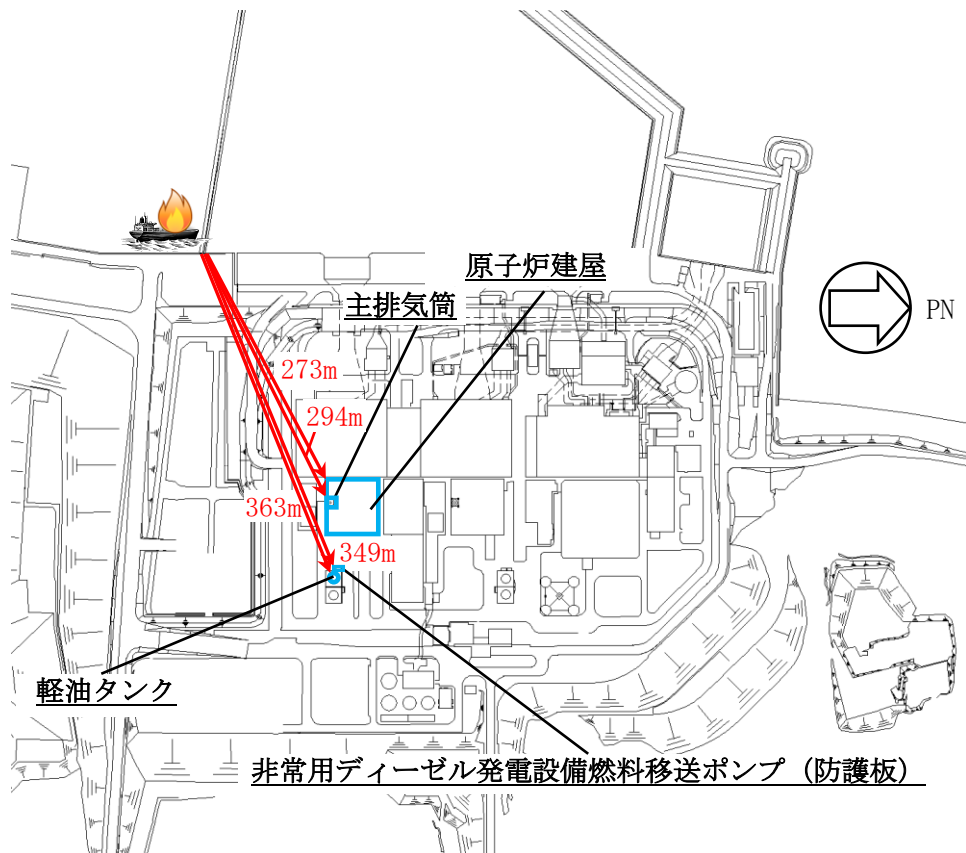 原子炉建屋
主排気筒
PN
273m
294m
363m
349m
軽油タンク
非常用ディーゼル発電設備燃料移送ポンプ（防護板）